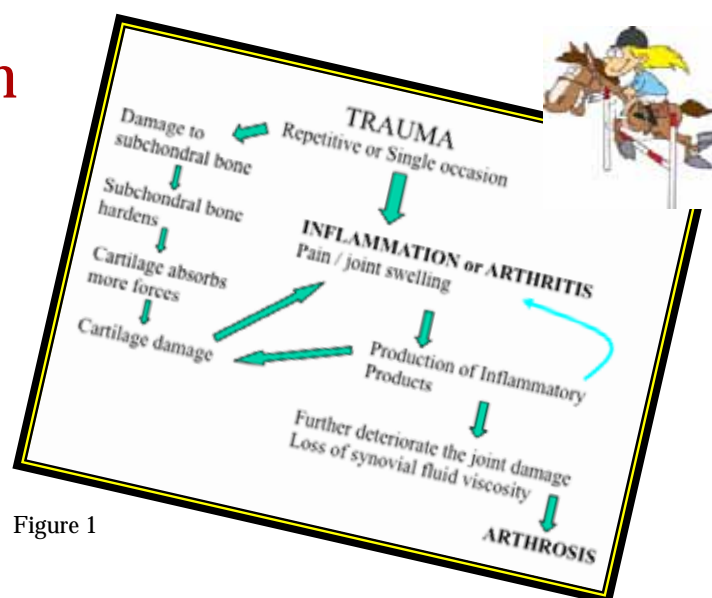 n
TRAUMA
Repetitive or Single occasion
Damage to
subchondral bone
Subchondral bone
hardens
Cartilage absorbs
more forces
Cartilage damage
INFLAMMATION or ARTHRITIS
Pain / joint swelling
Production of Inflammatory
Products
Further deteriorate the joint damage
Loss of synovial fluid viscosity
ARTHROSIS
Figure 1